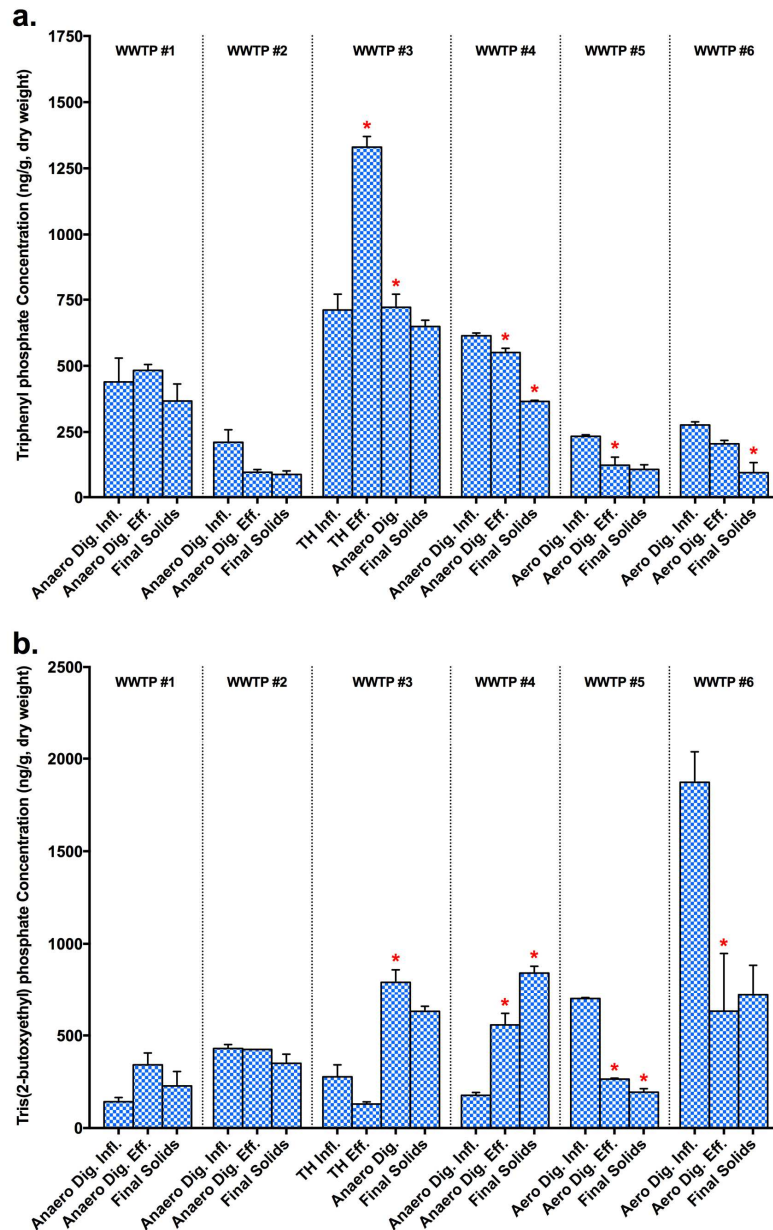 a.
Triphenyl phosphate Concentration (ng/g, dry weight)
1750
1500
1250
1000
750
500
250
0
WWTP #1
WWTP #2
WWTP #3
WWTP #4
WWTP #5
WWTP #6
*
*
*
*
*
*
Anaero Dig. Infl.
Anaero Dig. Eff.
Final Solids
Anaero Dig. Infl.
Anaero Dig. Eff.
Final Solids
TH Infl.
TH Eff.
Anaero Dig.
Final Solids
Anaero Dig. Infl.
Anaero Dig. Eff.
Final Solids
Aero Dig. Infl.
Aero Dig. Eff.
Final Solids
Aero Dig. Infl.
Aero Dig. Eff.
Final Solids
b.
Tris(2-butoxyethyl) phosphate Concentration (ng/g, dry weight)
2500
2000
1500
1000
500
0
WWTP #1
WWTP #2
WWTP #3
WWTP #4
WWTP #5
WWTP #6
*
*
*
*
*
*
Anaero Dig. Infl.
Anaero Dig. Eff.
Final Solids
Anaero Dig. Infl.
Anaero Dig. Eff.
Final Solids
TH Infl.
TH Eff.
Anaero Dig.
Final Solids
Anaero Dig. Infl.
Anaero Dig. Eff.
Final Solids
Aero Dig. Infl.
Aero Dig. Eff.
Final Solids
Aero Dig. Infl.
Aero Dig. Eff.
Final Solids